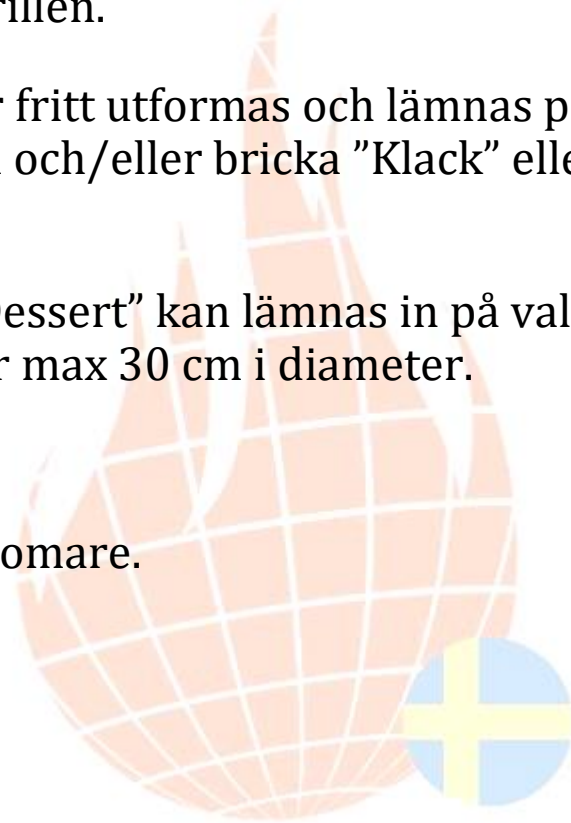 rillen.
fritt utformas och lämnas p
och/eller bricka ”Klack” elle
essert” kan lämnas in på val
r max 30 cm i diameter.
omare.